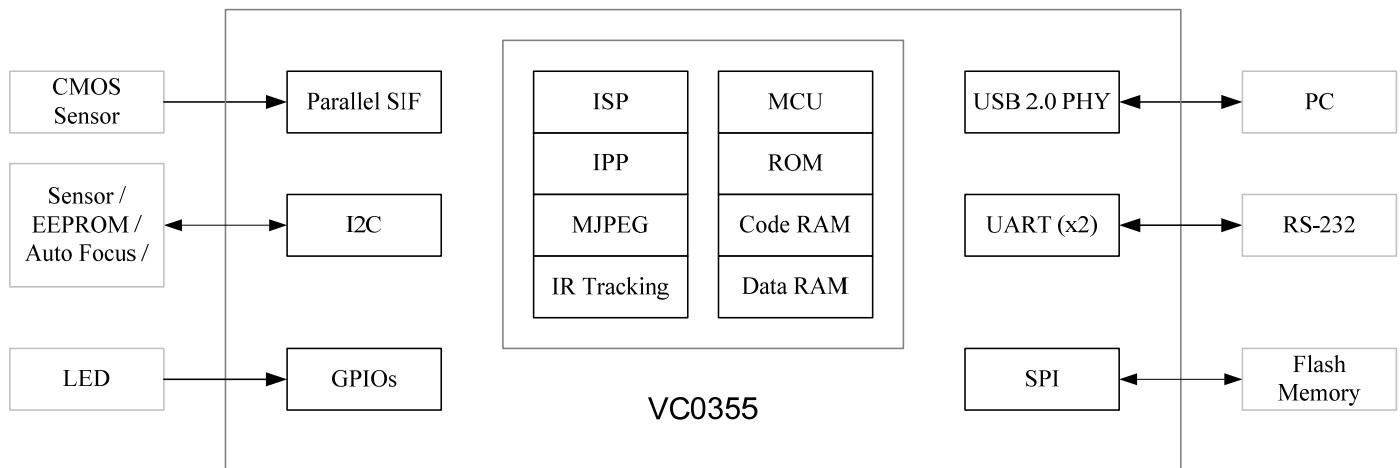 CMOS
Sensor
Parallel SIF
ISP
MCU
USB 2.0 PHY
PC
IPP
ROM
Sensor /
EEPROM /
Auto Focus /
I2C
MJPEG
Code RAM
UART (x2)
RS-232
IR Tracking
Data RAM
LED
GPIOs
SPI
Flash
Memory
VC0355